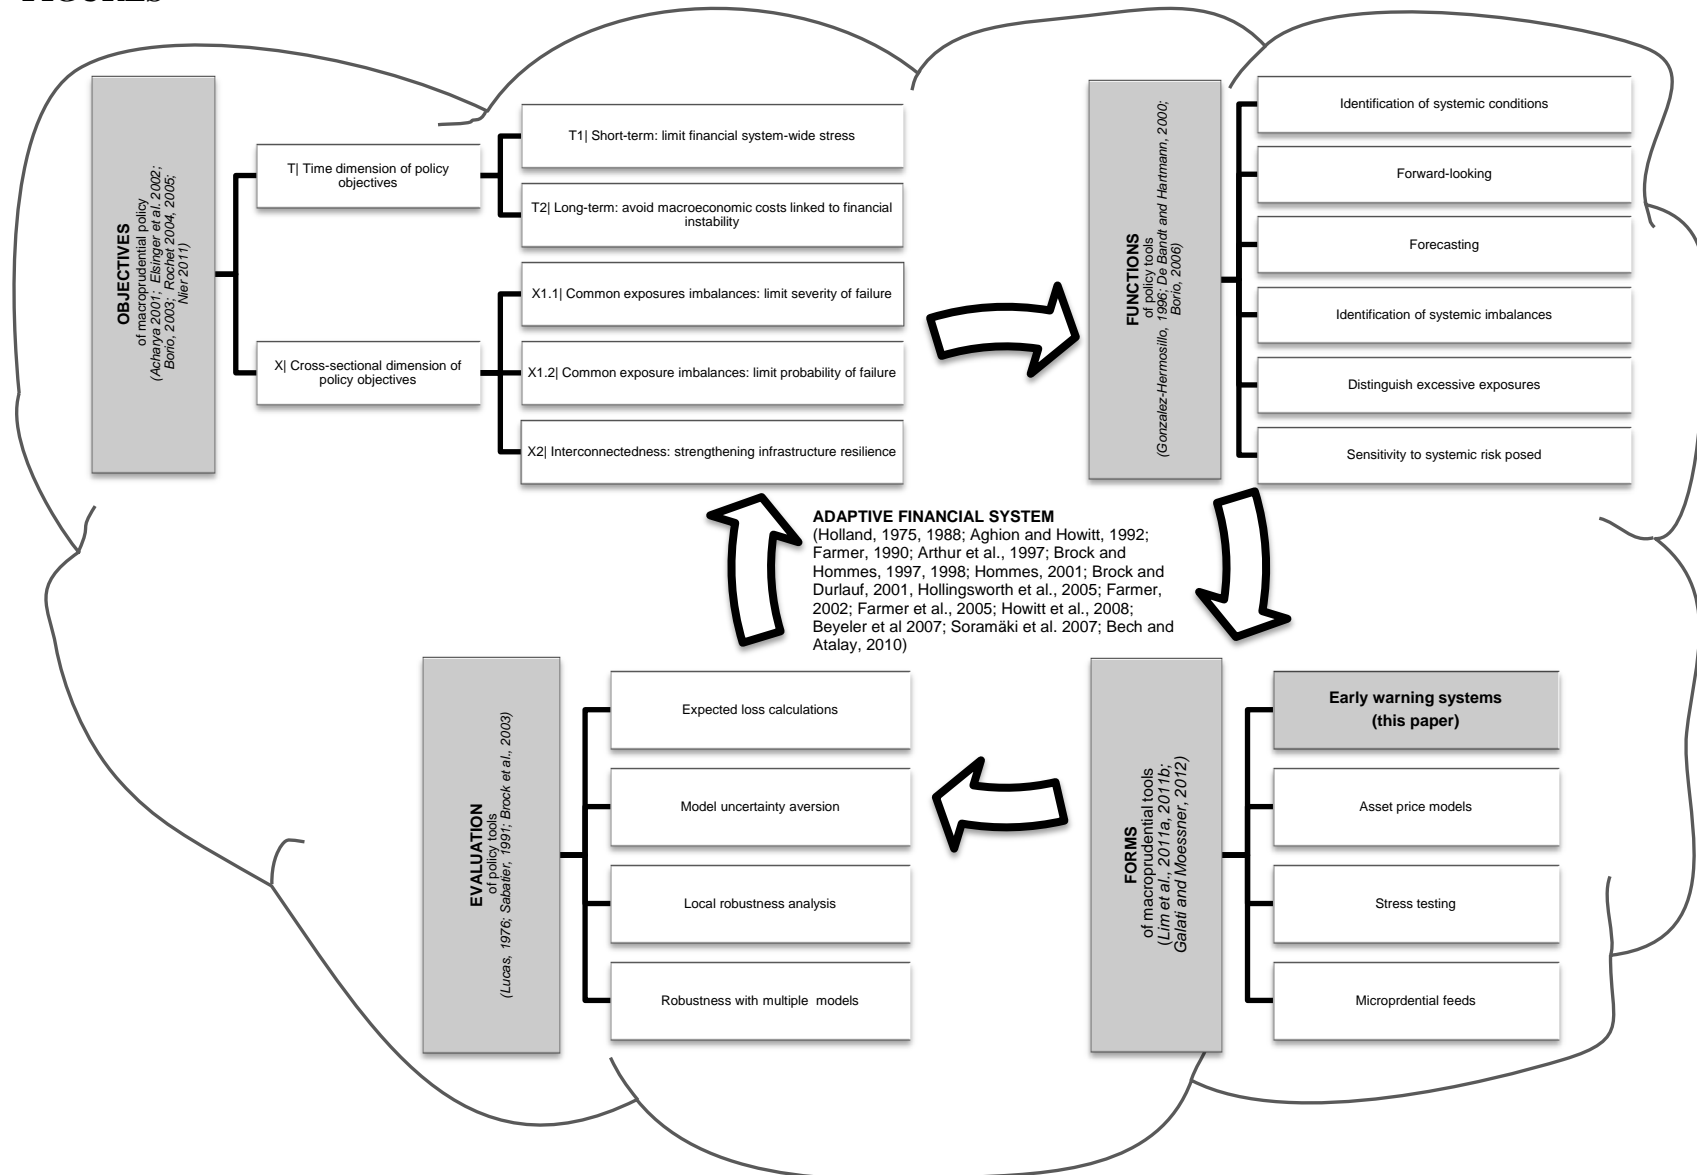 FIGURES
OBJECTIVES
of macroprudential policy
(Acharya 2001; Elsinger et al. 2002;
Borio, 2003; Rochet 2004, 2005;
Nier 2011)
T| Time dimension of policy
objectives
X| Cross-sectional dimension of
policy objectives
T1| Short-term: limit financial system-wide stress
T2| Long-term: avoid macroeconomic costs linked to financial
instability
X1.1| Common exposures imbalances: limit severity of failure
X1.2| Common exposure imbalances: limit probability of failure
X2| Interconnectedness: strengthening infrastructure resilience
FUNCTIONS
of policy tools
(Gonzalez-Hermosillo, 1996; De Bandt and Hartmann, 2000;
Borio, 2006)
Identification of systemic conditions
Forward-looking
Forecasting
Identification of systemic imbalances
Distinguish excessive exposures
Sensitivity to systemic risk posed
ADAPTIVE FINANCIAL SYSTEM
(Holland, 1975, 1988; Aghion and Howitt, 1992;
Farmer, 1990; Arthur et al., 1997; Brock and
Hommes, 1997, 1998; Hommes, 2001; Brock and
Durlauf, 2001, Hollingsworth et al., 2005; Farmer,
2002; Farmer et al., 2005; Howitt et al., 2008;
Beyeler et al 2007; Soramäki et al. 2007; Bech and
Atalay, 2010)
EVALUATION
of policy tools
(Lucas, 1976; Sabatier, 1991; Brock et al., 2003)
Expected loss calculations
Model uncertainty aversion
Local robustness analysis
Robustness with multiple models
FORMS
of macroprudential tools
(Lim et al., 2011a, 2011b;
Galati and Moessner, 2012)
Early warning systems
(this paper)
Asset price models
Stress testing
Microprdential feeds